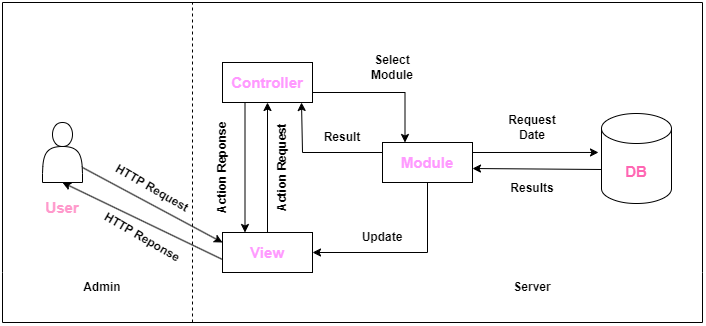 Select
Module
Controller
Request
Date
Action Reponse
Action Request
Result
Module
DB
HTTP Request
Results
User
HTTP Reponse
Update
View
Admin
Server